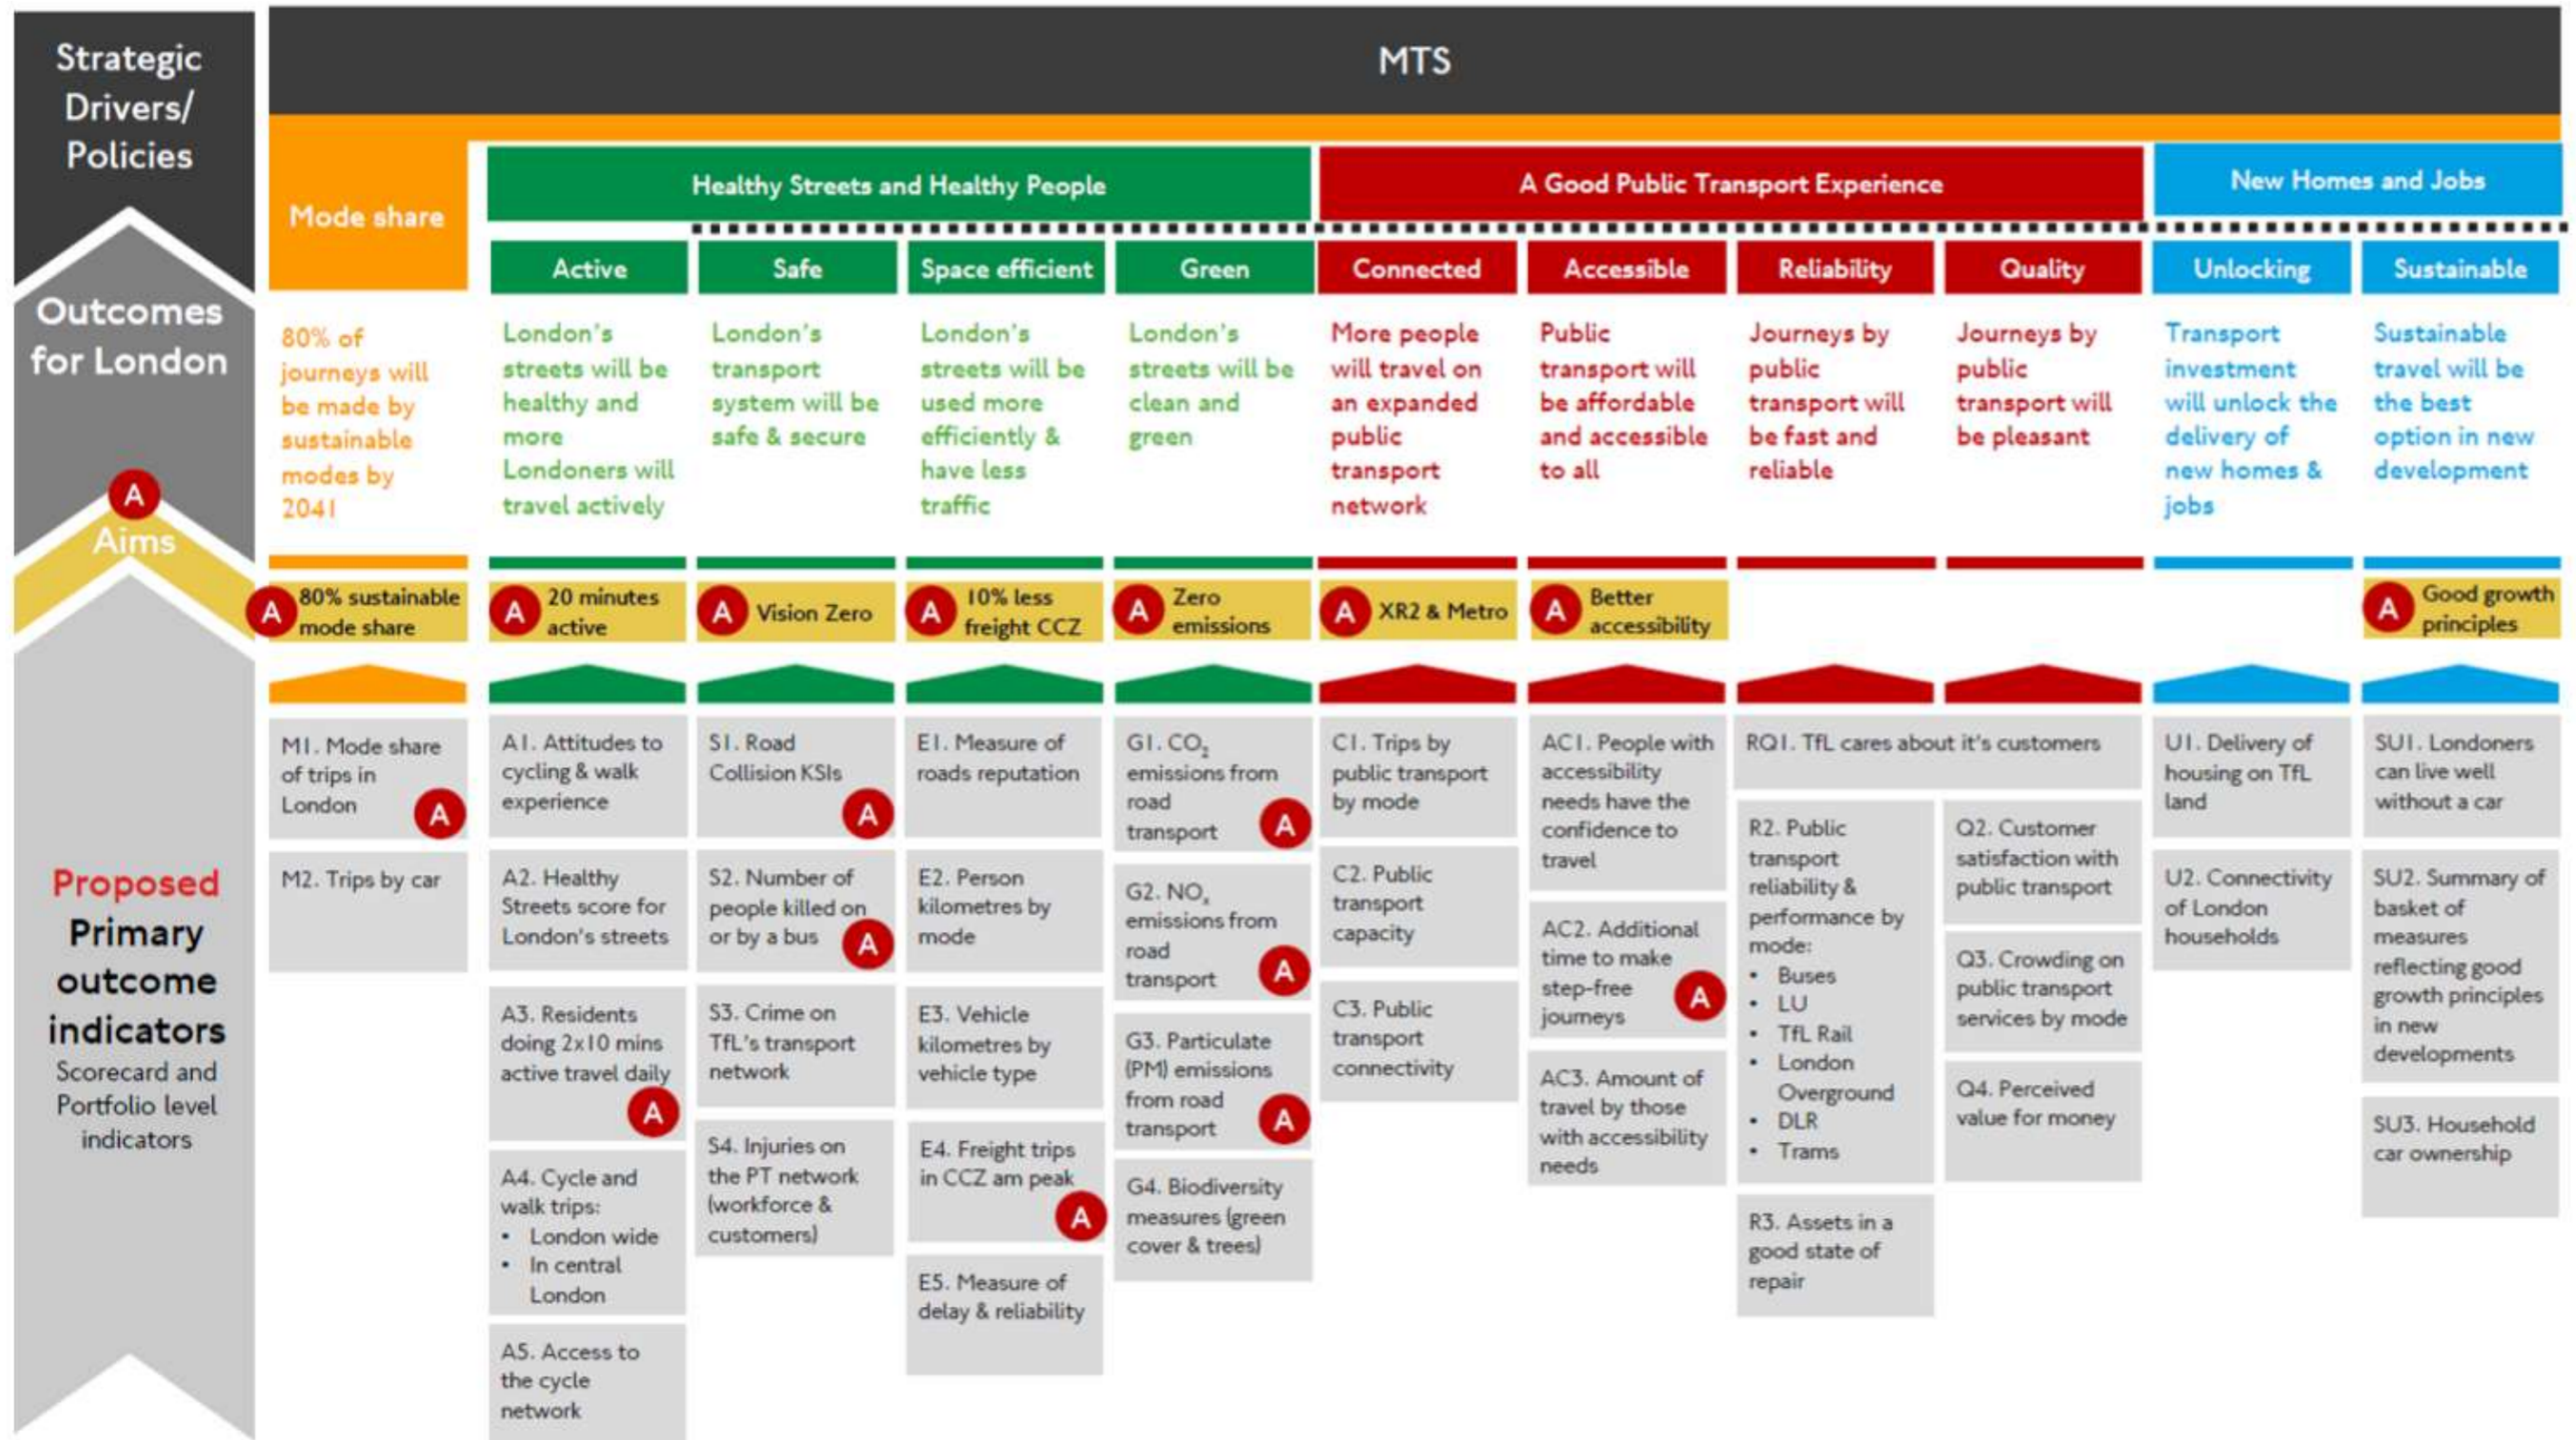 Strategic
Drivers/
Policies
Outcomes
for London
A
Aims
Proposed
Primary
outcome
indicators
Scorecard and
Portfolio level
indicators
MTS
Mode share
Healthy Streets and Healthy People
A Good Public Transport Experience
New Homes and Jobs
Active
Safe
Space efficient
Green
Connected
Accessible
Reliability
Quality
Unlocking
Sustainable
80% of
journeys will
be made by
sustainable
modes by
2041
London's
streets will be
healthy and
more
Londoners will
travel actively
London's
transport
system will be
safe & secure
London's
streets will be
used more
efficiently &
have less
traffic
London's
streets will be
clean and
green
More people
will travel on
an expanded
public
transport
network
Public
transport will
be affordable
and accessible
to all
Journeys by
public
transport will
be fast and
reliable
Journeys by
public
transport will
be pleasant
Transport
investment
will unlock the
delivery of
new homes &
jobs
Sustainable
travel will be
the best
option in new
development
A
80% sustainable
mode share
A
20 minutes
active
A
Vision Zero
A
10% less
freight CCZ
A
Zero
emissions
A
XR2 & Metro
A
Better
accessibility
A
Good growth
principles
M1. Mode share
of trips in
London
A
M2. Trips by car
A1. Attitudes to
cycling & walk
experience
A2. Healthy
Streets score for
London's streets
A3. Residents
doing 2x10 mins
active travel daily
A
A4. Cycle and
walk trips:
• London wide
• In central
London
A5. Access to
the cycle
network
S1. Road
Collision KSIs
A
S2. Number of
people killed on
or by a bus
A
S3. Crime on
TfL's transport
network
S4. Injuries on
the PT network
(workforce &
customers)
E1. Measure of
roads reputation
E2. Person
kilometres by
mode
E3. Vehicle
kilometres by
vehicle type
E4. Freight trips
in CCZ am peak
A
E5. Measure of
delay & reliability
G1. CO₂
emissions from
road
transport
A
G2. NOₓ
emissions from
road
transport
A
G3. Particulate
(PM) emissions
from road
transport
A
G4. Biodiversity
measures (green
cover & trees)
C1. Trips by
public transport
by mode
C2. Public
transport
capacity
C3. Public
transport
connectivity
AC1. People with
accessibility
needs have the
confidence to
travel
AC2. Additional
time to make
step-free
journeys
A
AC3. Amount of
travel by those
with accessibility
needs
RQ1. TfL cares about it's customers
R2. Public
transport
reliability &
performance by
mode:
• Buses
• LU
• TfL Rail
• London
Overground
• DLR
• Trams
R3. Assets in a
good state of
repair
Q2. Customer
satisfaction with
public transport
Q3. Crowding on
public transport
services by mode
Q4. Perceived
value for money
U1. Delivery of
housing on TfL
land
U2. Connectivity
of London
households
SU1. Londoners
can live well
without a car
SU2. Summary of
basket of
measures
reflecting good
growth principles
in new
developments
SU3. Household
car ownership